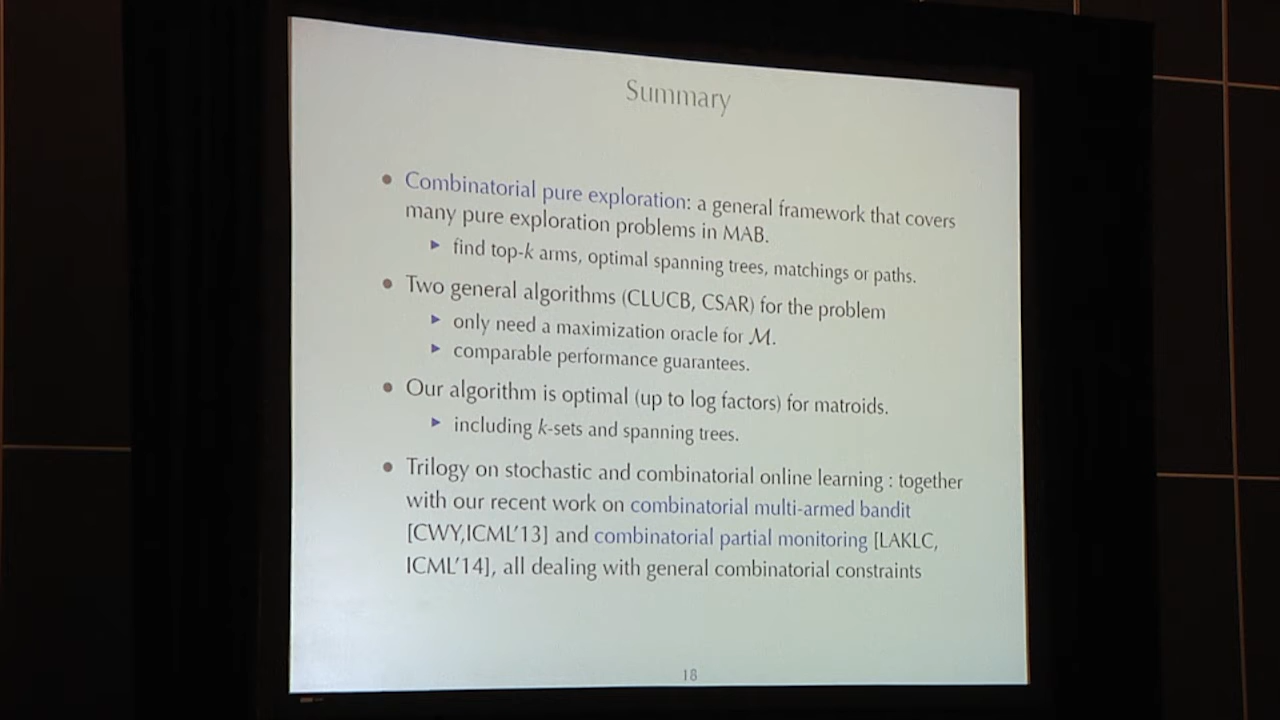 Summary
• Combinatorial pure exploration: a general framework that covers
many pure exploration problems in MAB.
▶ find top-k arms, optimal spanning trees, matchings or paths.
• Two general algorithms (CLUCB, CSAR) for the problem
▶ only need a maximization oracle for ℳ.
▶ comparable performance guarantees.
• Our algorithm is optimal (up to log factors) for matroids.
▶ including k-sets and spanning trees.
• Trilogy on stochastic and combinatorial online learning : together
with our recent work on combinatorial multi-armed bandit
[CWY,ICML'13] and combinatorial partial monitoring [LAKLC,
ICML'14], all dealing with general combinatorial constraints
18